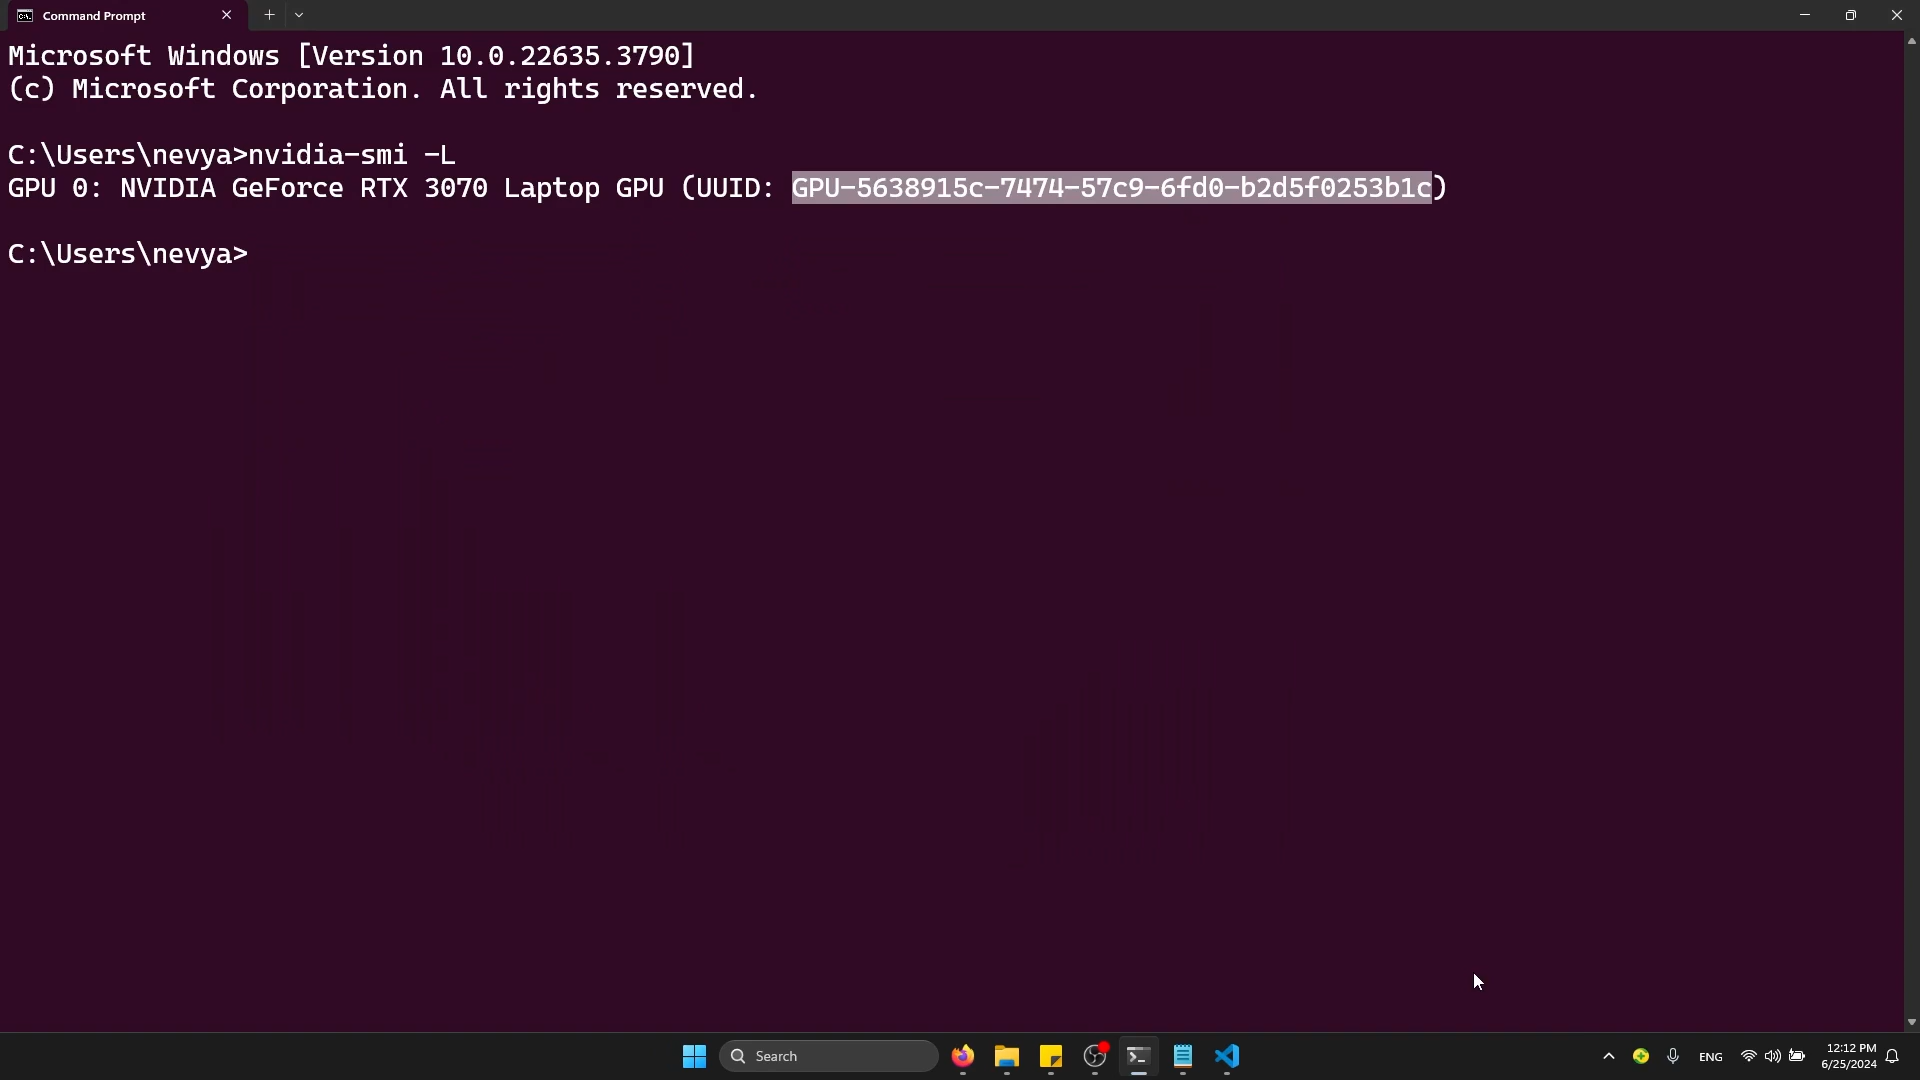 Command Prompt
Microsoft Windows [Version 10.0.22635.3790]
(c) Microsoft Corporation. All rights reserved.
C:\Users\nevya>nvidia-smi -L
GPU 0: NVIDIA GeForce RTX 3070 Laptop GPU (UUID: GPU-5638915c-7474-57c9-6fd0-b2d5f0253b1c)
C:\Users\nevya>
Search
ENG
12:12 PM
6/25/2024